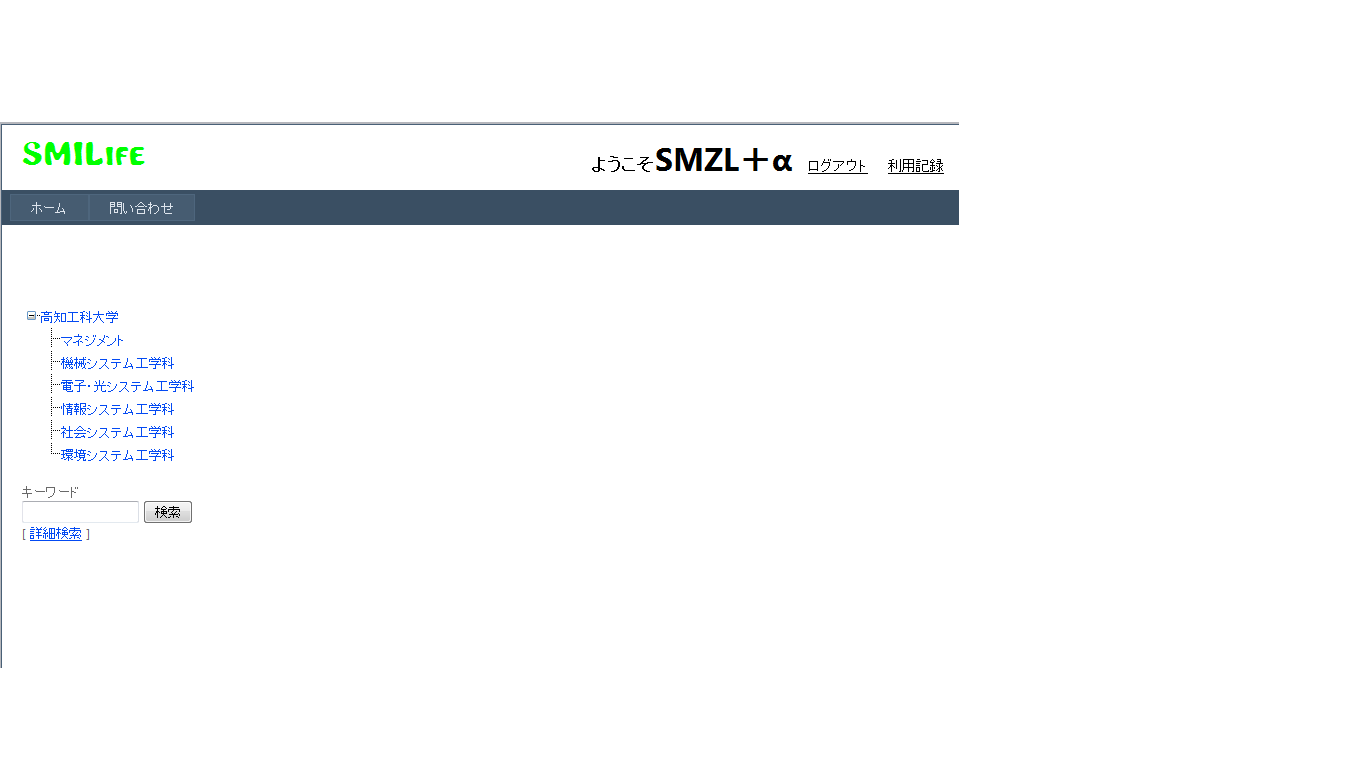 SMILIFE
ようこそSMZL＋α ログアウト 利用記録
ホーム 問い合わせ
高知工科大学
マネジメント
機械システム工学科
電子・光システム工学科
情報システム工学科
社会システム工学科
環境システム工学科
キーワード
検索
[ 詳細検索 ]